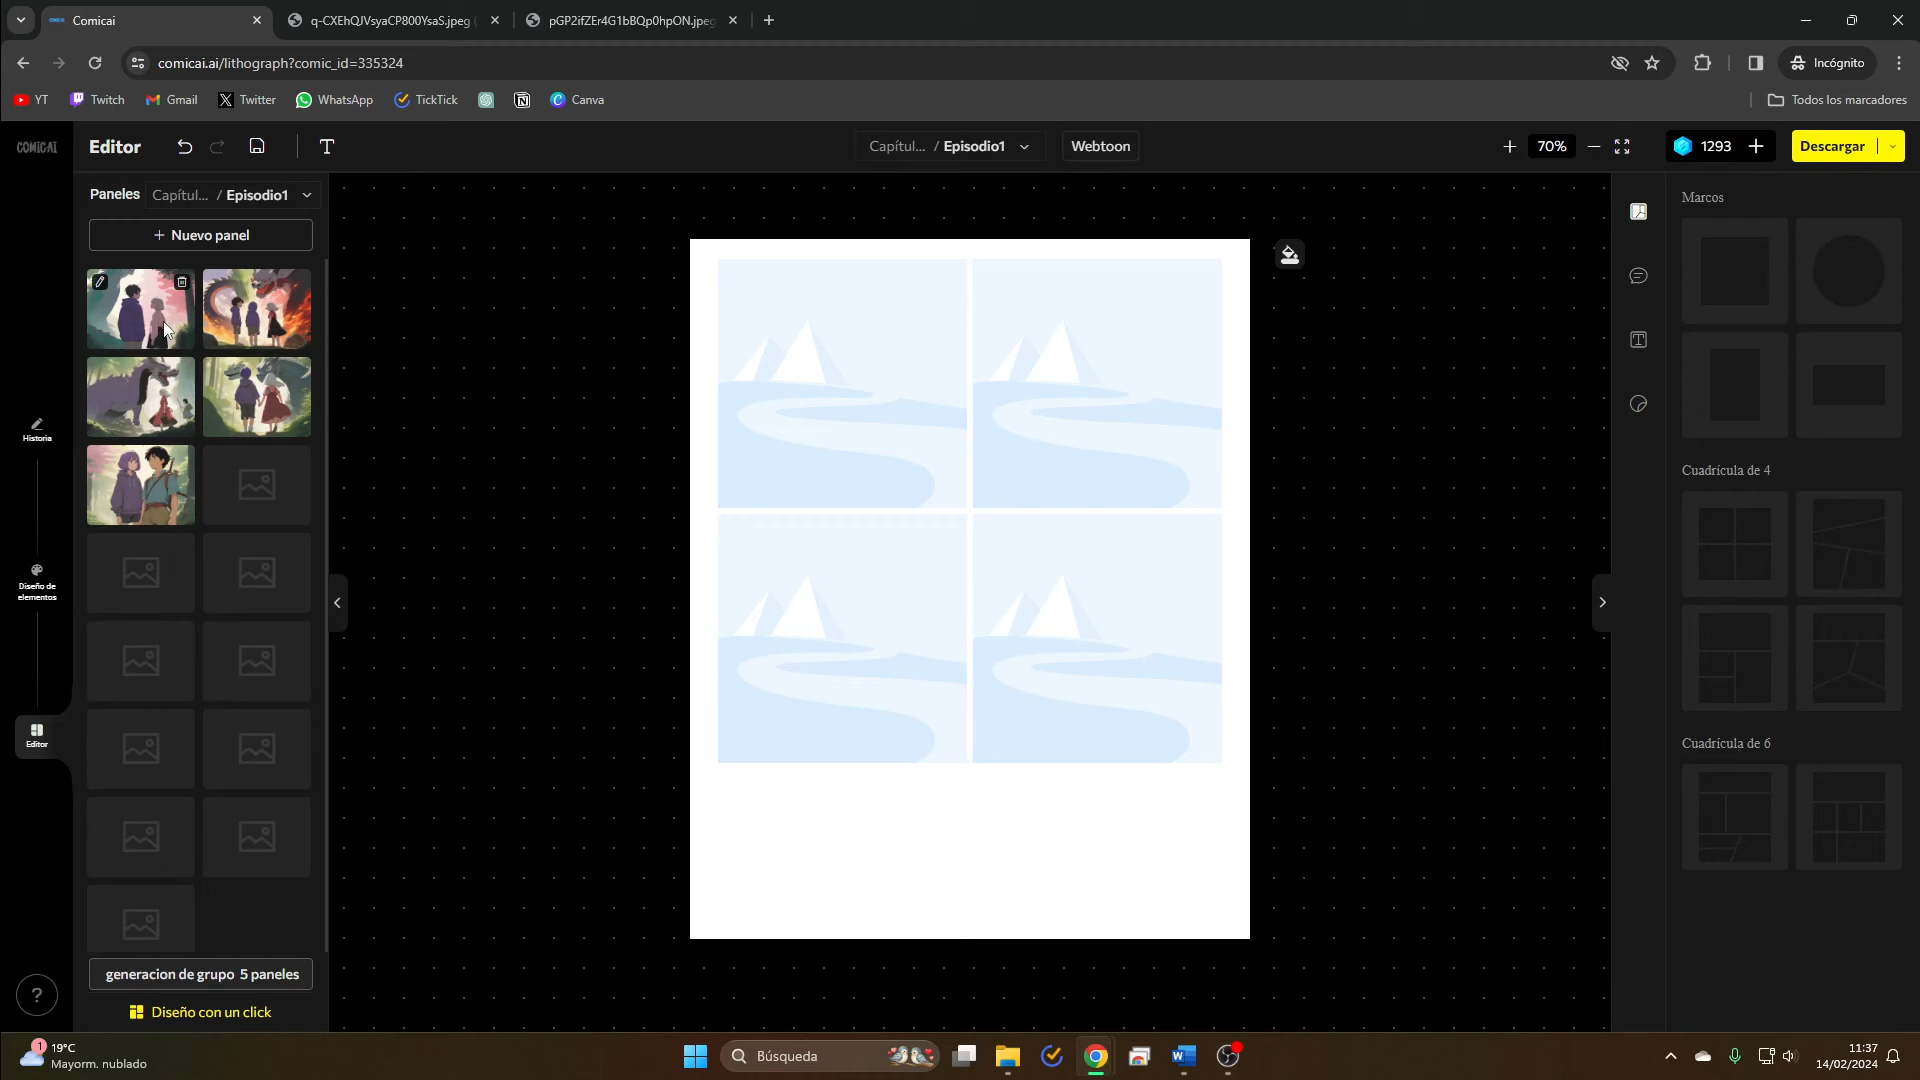 Comicai
q-CXEhQJVsyaCP800YsaS.jpeg (
pGP2ifZEr4G1bBQp0hpON.jpeg
comicai.ai/lithograph?comic_id=335324
Incógnito
YT
Twitch
Gmail
Twitter
WhatsApp
TickTick
Canva
Todos los marcadores
COMICAI
Editor
T
Capítul... / Episodio1
Webtoon
70%
1293
Descargar
Paneles
Capítul... / Episodio1
+ Nuevo panel
Historia
Diseño de
elementos
Editor
generacion de grupo 5 paneles
Diseño con un click
?
Marcos
Cuadrícula de 4
Cuadrícula de 6
1
19°C
Mayorm. nublado
Búsqueda
11:37
14/02/2024